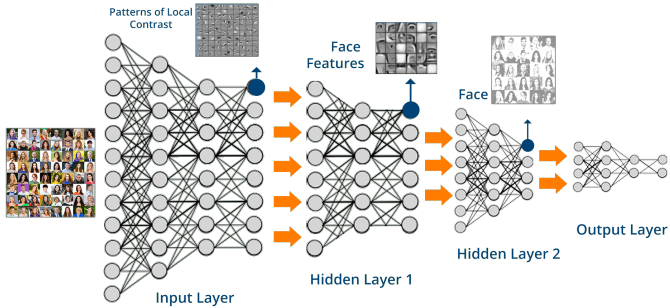 Patterns of Local
Contrast
Face
Features
Face
Input Layer
Hidden Layer 1
Hidden Layer 2
Output Layer